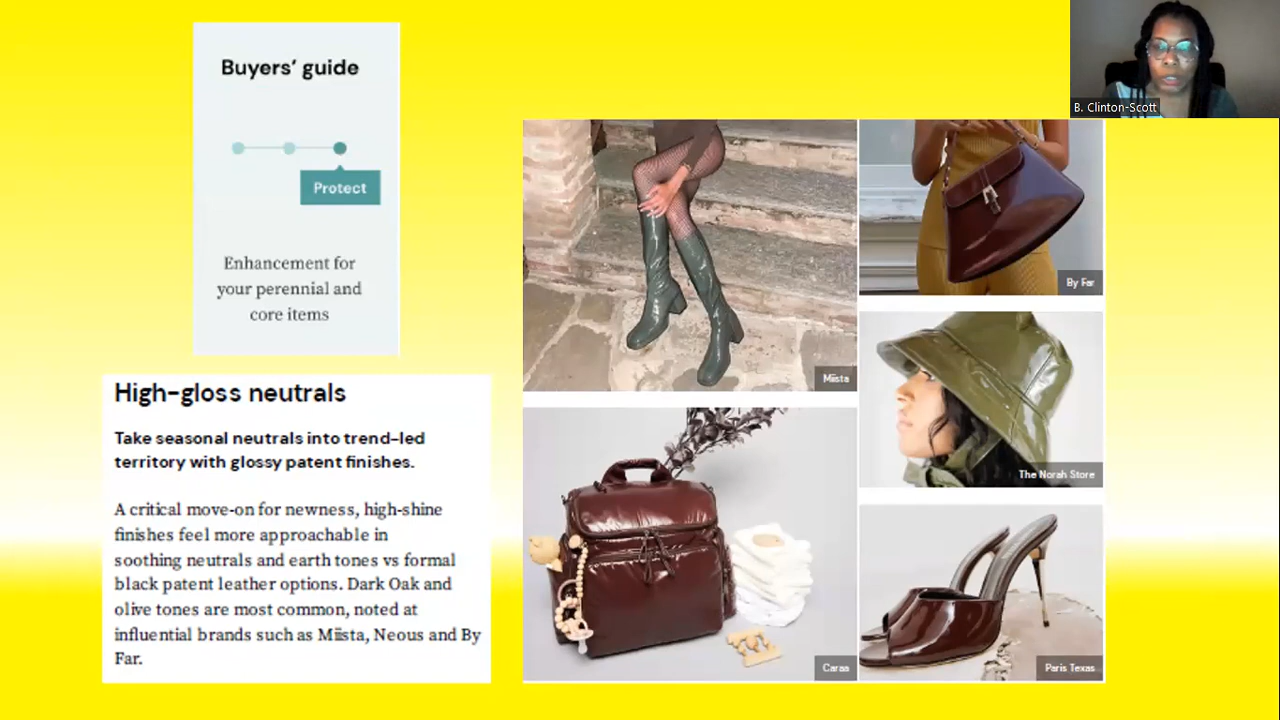 Buyers' guide
Protect
Enhancement for
your perennial and
core items
High-gloss neutrals
Take seasonal neutrals into trend-led
territory with glossy patent finishes.
A critical move-on for newness, high-shine
finishes feel more approachable in
soothing neutrals and earth tones vs formal
black patent leather options. Dark Oak and
olive tones are most common, noted at
influential brands such as Miista, Neous and By
Far.
Miista
By Far
The Norah Store
Caraa
Paris Texas
B. Clinton-Scott